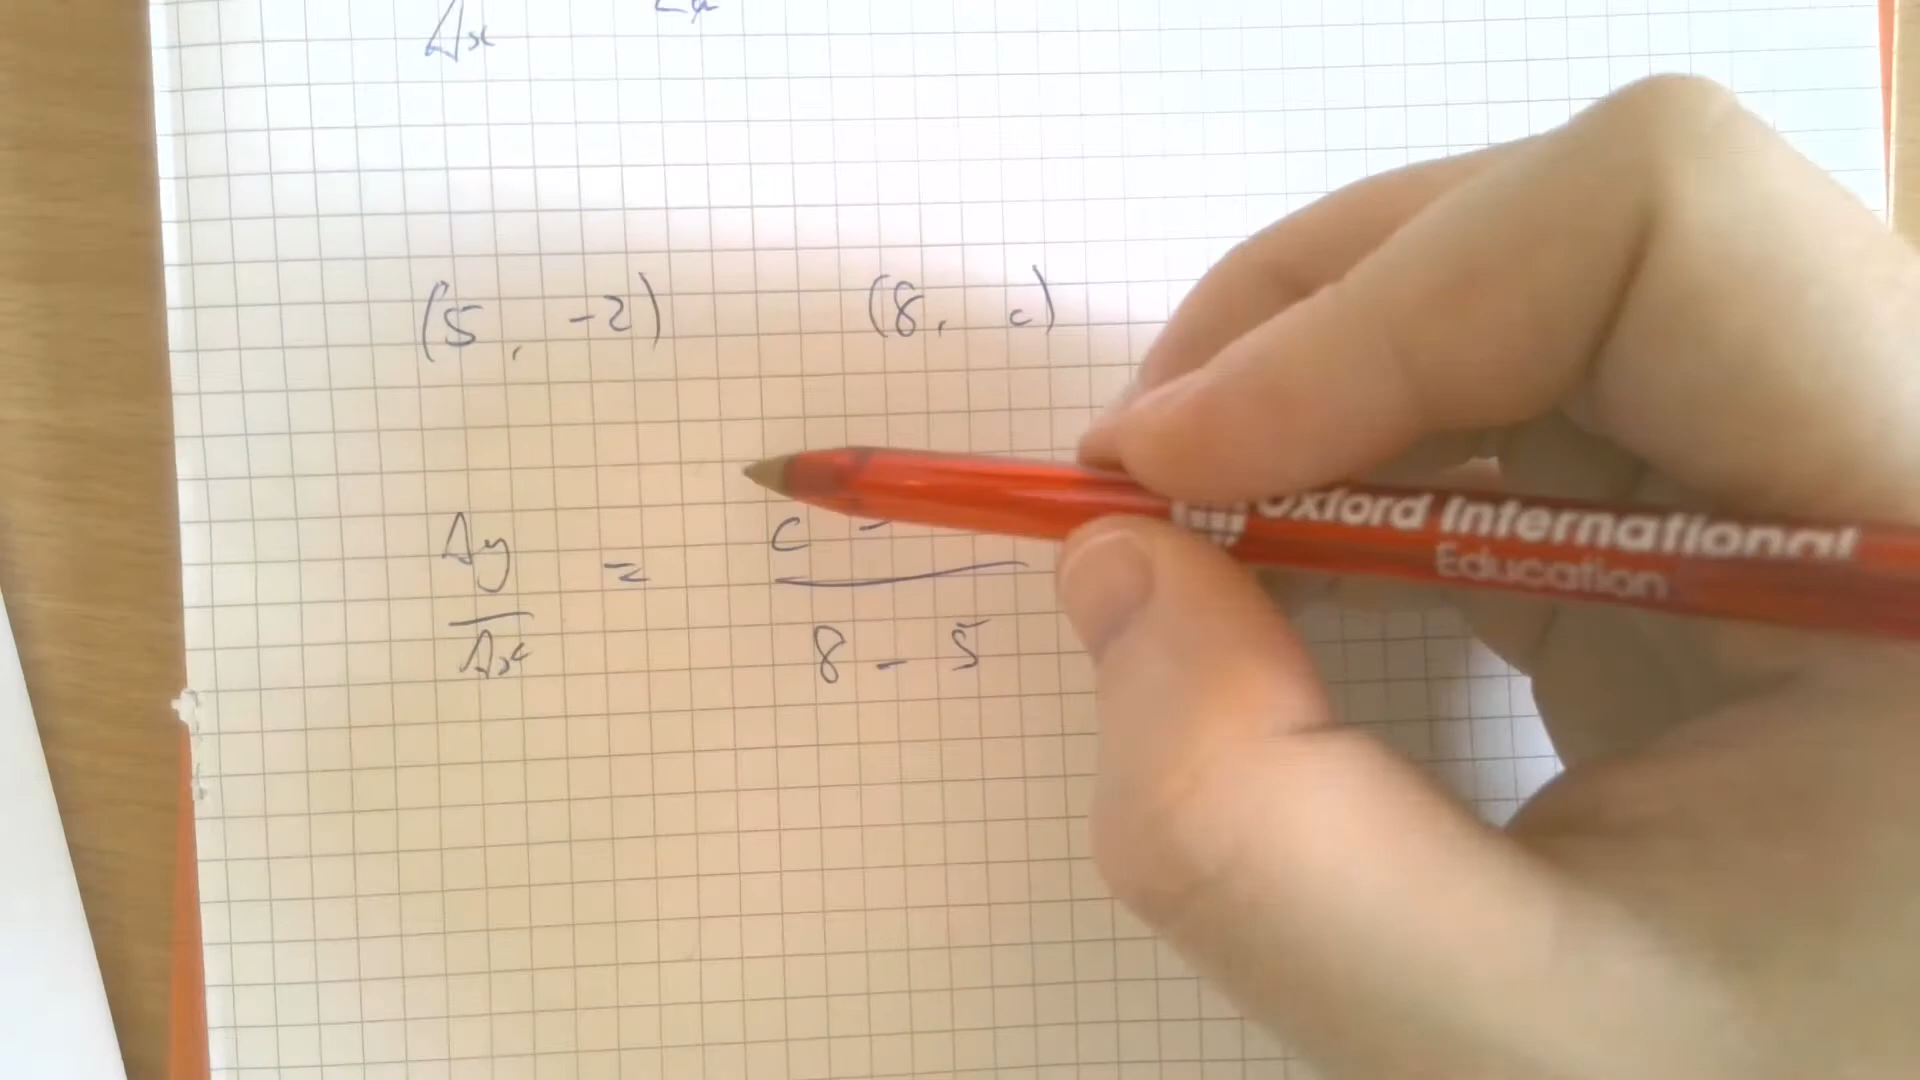 Δx
(5, -2) (8, c)
Δy = c -
Δx 8 - 5
Oxford International
Education